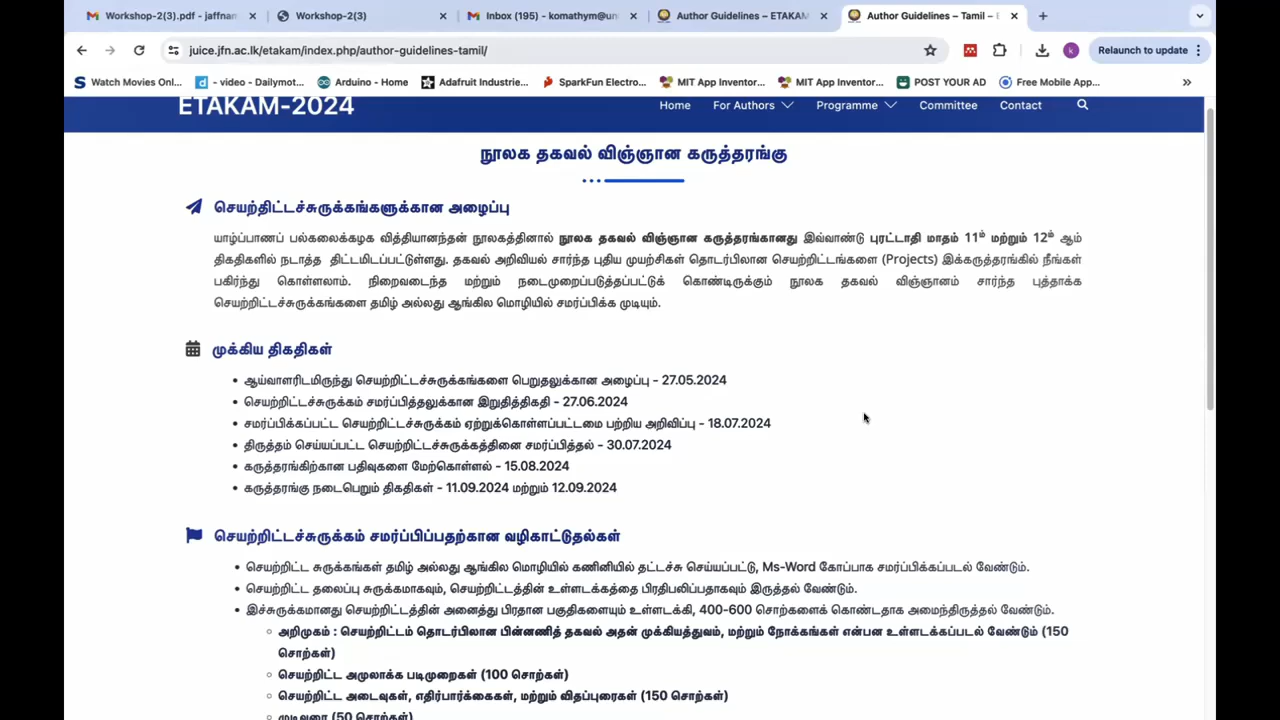 Workshop-2(3).pdf - jaffnam
Workshop-2(3)
Inbox (195) - komathym@un
Author Guidelines – ETAKAM
Author Guidelines – Tamil – E
juice.jfn.ac.lk/etakam/index.php/author-guidelines-tamil/
k
Relaunch to update
Watch Movies Onl...
- video - Dailymot...
Arduino - Home
Adafruit Industrie...
SparkFun Electro...
MIT App Inventor...
MIT App Inventor...
POST YOUR AD
Free Mobile App...
»
ETAKAM-2024
Home
For Authors
Programme
Committee
Contact
நூலக தகவல் விஞ்ஞான கருத்தரங்கு
செயற்திட்டச்சுருக்கங்களுக்கான அழைப்பு
யாழ்ப்பாணப் பல்கலைக்கழக வித்தியானந்தன் நூலகத்தினால் நூலக தகவல் விஞ்ஞான கருத்தரங்கானது இவ்வாண்டு புரட்டாதி மாதம் 11ம் மற்றும் 12ம் ஆம்
திகதிகளில் நடாத்த திட்டமிடப்பட்டுள்ளது. தகவல் அறிவியல் சார்ந்த புதிய முயற்சிகள் தொடர்பிலான செயற்றிட்டங்களை (Projects) இக்கருத்தரங்கில் நீங்கள்
பகிர்ந்து கொள்ளலாம். நிறைவடைந்த மற்றும் நடைமுறைப்படுத்தப்பட்டுக் கொண்டிருக்கும் நூலக தகவல் விஞ்ஞானம் சார்ந்த புத்தாக்க
செயற்றிட்டச்சுருக்கங்களை தமிழ் அல்லது ஆங்கில மொழியில் சமர்ப்பிக்க முடியும்.
முக்கிய திகதிகள்
• ஆய்வாளரிடமிருந்து செயற்றிட்டச்சுருக்கங்களை பெறுதலுக்கான அழைப்பு - 27.05.2024
• செயற்றிட்டச்சுருக்கம் சமர்ப்பித்தலுக்கான இறுதித்திகதி - 27.06.2024
• சமர்ப்பிக்கப்பட்ட செயற்றிட்டச்சுருக்கம் ஏற்றுக்கொள்ளப்பட்டமை பற்றிய அறிவிப்பு - 18.07.2024
• திருத்தம் செய்யப்பட்ட செயற்றிட்டச்சுருக்கத்தினை சமர்ப்பித்தல் - 30.07.2024
• கருத்தரங்கிற்கான பதிவுகளை மேற்கொள்ளல் - 15.08.2024
• கருத்தரங்கு நடைபெறும் திகதிகள் - 11.09.2024 மற்றும் 12.09.2024
செயற்றிட்டச்சுருக்கம் சமர்ப்பிப்பதற்கான வழிகாட்டுதல்கள்
• செயற்றிட்ட சுருக்கங்கள் தமிழ் அல்லது ஆங்கில மொழியில் கணினியில் தட்டச்சு செய்யப்பட்டு, Ms-Word கோப்பாக சமர்ப்பிக்கப்படல் வேண்டும்.
• செயற்றிட்ட தலைப்பு சுருக்கமாகவும், செயற்றிட்டத்தின் உள்ளடக்கத்தை பிரதிபலிப்பதாகவும் இருத்தல் வேண்டும்.
• இச்சுருக்கமானது செயற்றிட்டத்தின் அனைத்து பிரதான பகுதிகளையும் உள்ளடக்கி, 400-600 சொற்களைக் கொண்டதாக அமைந்திருத்தல் வேண்டும்.
◦ அறிமுகம் : செயற்றிட்டம் தொடர்பிலான பின்னணித் தகவல் அதன் முக்கியத்துவம், மற்றும் நோக்கங்கள் என்பன உள்ளடக்கப்படல் வேண்டும் (150
சொற்கள்)
◦ செயற்றிட்ட அமுலாக்க படிமுறைகள் (100 சொற்கள்)
◦ செயற்றிட்ட அடைவுகள், எதிர்பார்க்கைகள், மற்றும் விதப்புரைகள் (150 சொற்கள்)
◦ முடிவுரை (50 சொற்கள்)